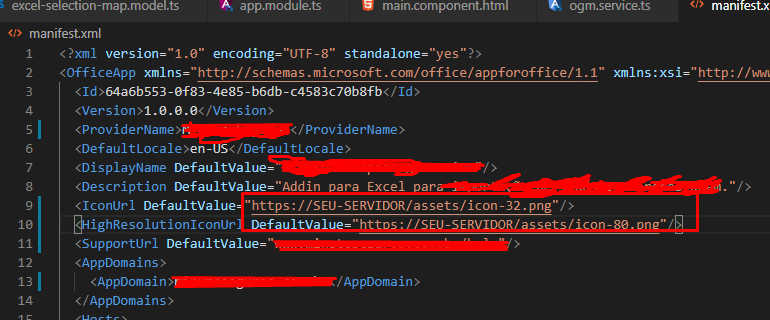 excel-selection-map.model.ts app.module.ts main.component.html ogm.service.ts manifest.x
manifest.xml
1 <?xml version="1.0" encoding="UTF-8" standalone="yes"?>
2 <OfficeApp xmlns="http://schemas.microsoft.com/office/appforoffice/1.1" xmlns:xsi="http://ww
3 <Id>64a6b553-0f83-4e85-b6db-c4583c70b8fb</Id>
4 <Version>1.0.0.0</Version>
5 <ProviderName> </ProviderName>
6 <DefaultLocale>en-US</DefaultLocale>
7 <DisplayName DefaultValue=" "/>
8 <Description DefaultValue="Addin para Excel para "/>
9 <IconUrl DefaultValue="https://SEU-SERVIDOR/assets/icon-32.png"/>
10 <HighResolutionIconUrl DefaultValue="https://SEU-SERVIDOR/assets/icon-80.png"/>
11 <SupportUrl DefaultValue=" "/>
12 <AppDomains>
13 <AppDomain> </AppDomain>
14 </AppDomains>
15 <Hosts>